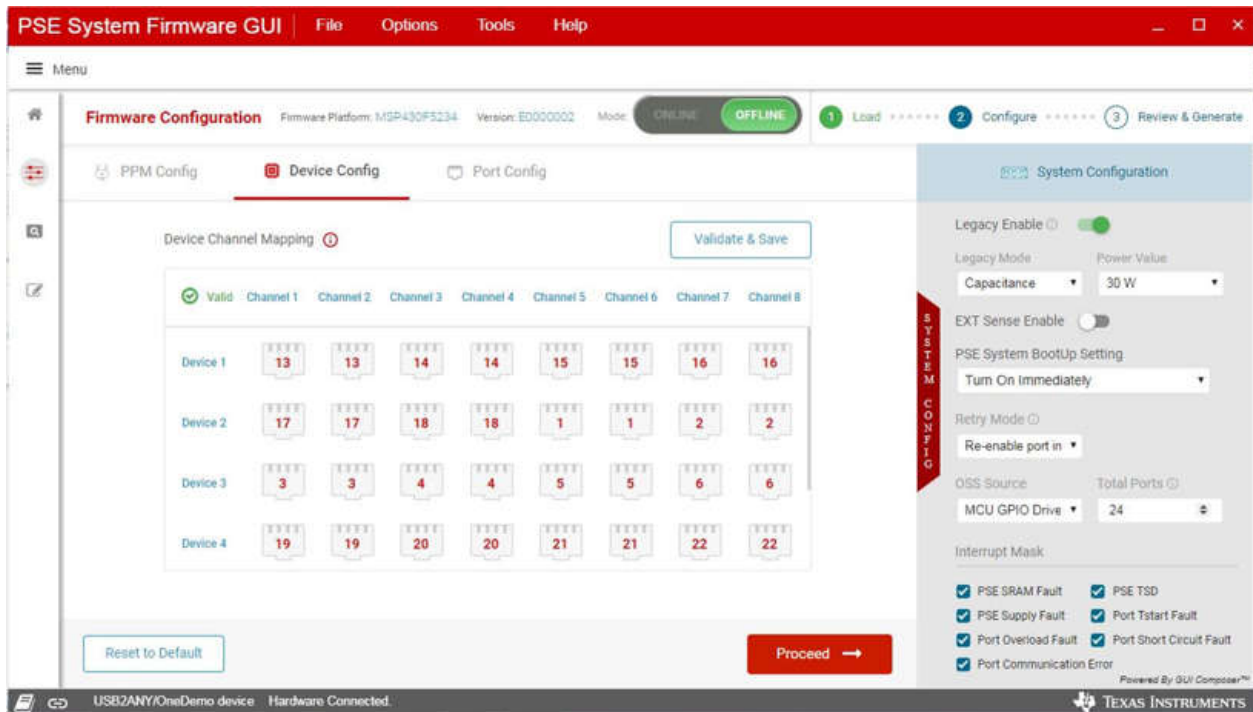 PSE System Firmware GUI File Options Tools Help
Menu
Firmware Configuration Firmware Platform: MSP430F5234 Version: E0000002 Mode: ONLINE OFFLINE 1 Load 2 Configure 3 Review & Generate
PPM Config Device Config Port Config
System Configuration
Device Channel Mapping
Validate & Save
Valid Channel 1 Channel 2 Channel 3 Channel 4 Channel 5 Channel 6 Channel 7 Channel 8
Device 1 13 13 14 14 15 15 16 16
Device 2 17 17 18 18 1 1 2 2
Device 3 3 3 4 4 5 5 6 6
Device 4 19 19 20 20 21 21 22 22
Reset to Default
Proceed
SYSTEM CONFIG
Legacy Enable
Legacy Mode Power Value
Capacitance 30 W
EXT Sense Enable
PSE System BootUp Setting
Turn On Immediately
Retry Mode
Re-enable port in
OSS Source Total Ports
MCU GPIO Drive 24
Interrupt Mask
PSE SRAM Fault PSE TSD
PSE Supply Fault Port Tstart Fault
Port Overload Fault Port Short Circuit Fault
Port Communication Error
Powered By GUI Composer™
USB2ANY/OneDemo device Hardware Connected.
TEXAS INSTRUMENTS